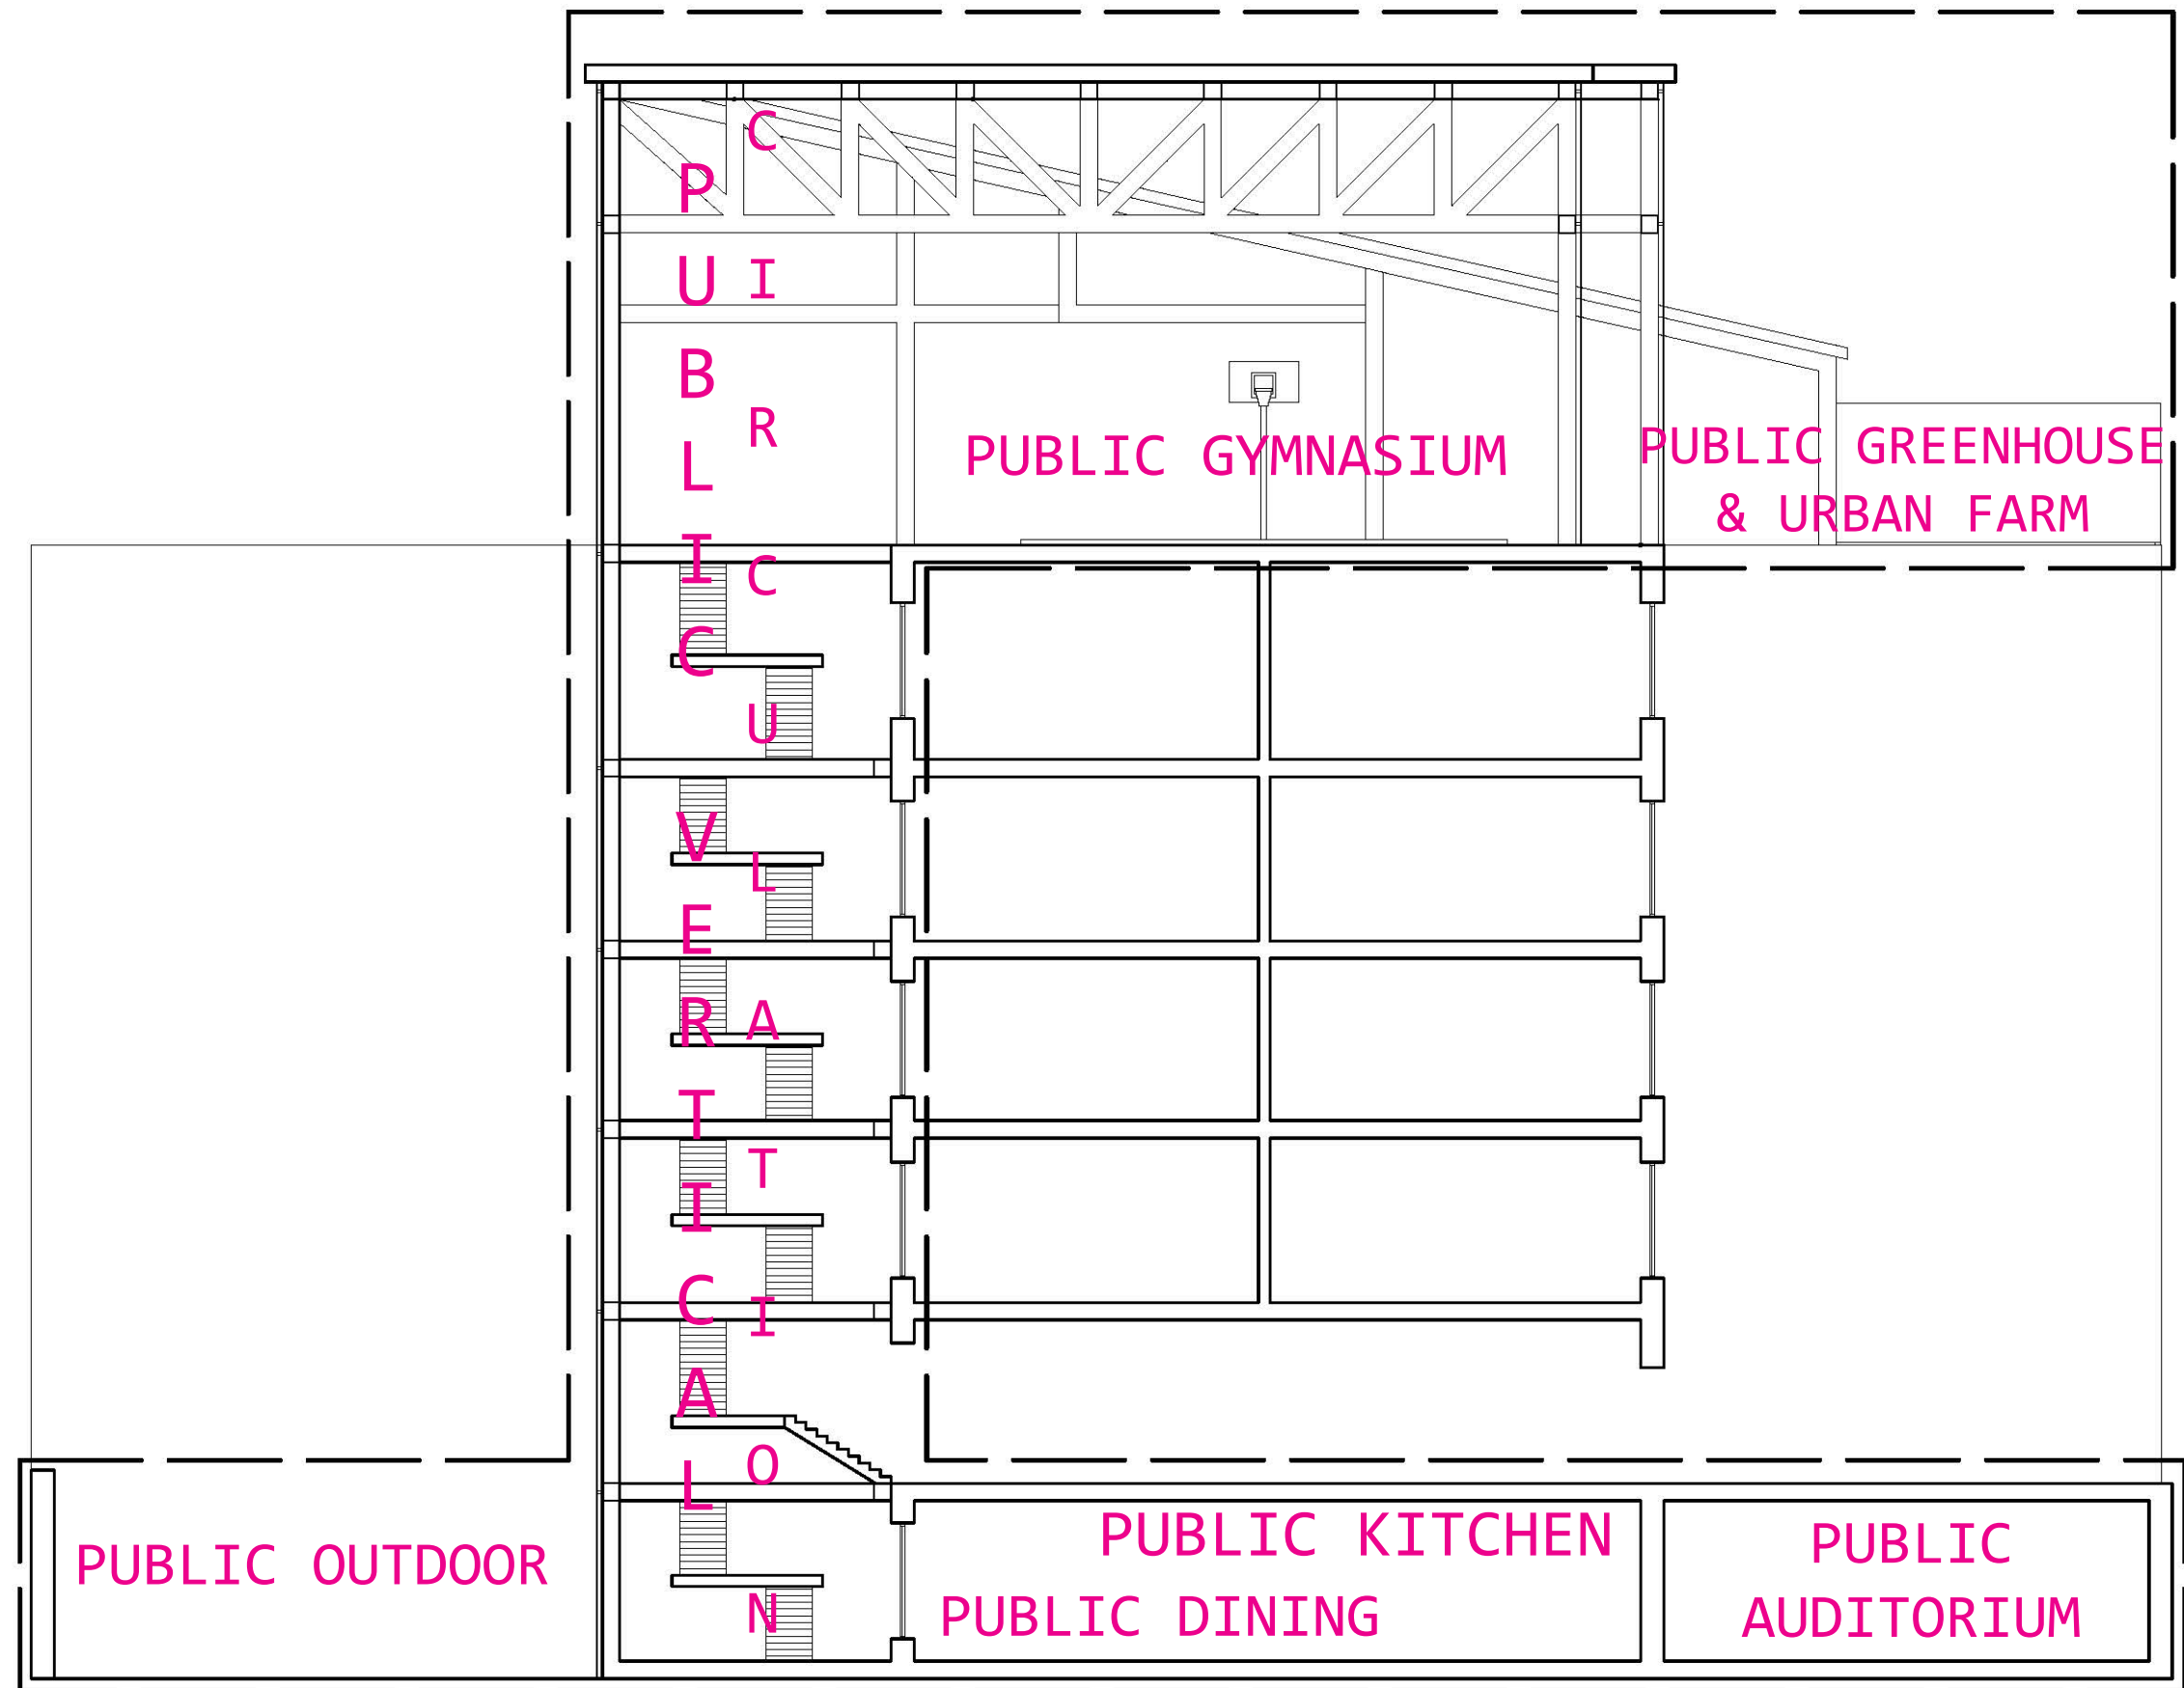 PUBLIC VERTICAL
CIRCULATION
PUBLIC GYMNASIUM
PUBLIC GREENHOUSE
& URBAN FARM
PUBLIC OUTDOOR
PUBLIC KITCHEN
PUBLIC DINING
PUBLIC
AUDITORIUM